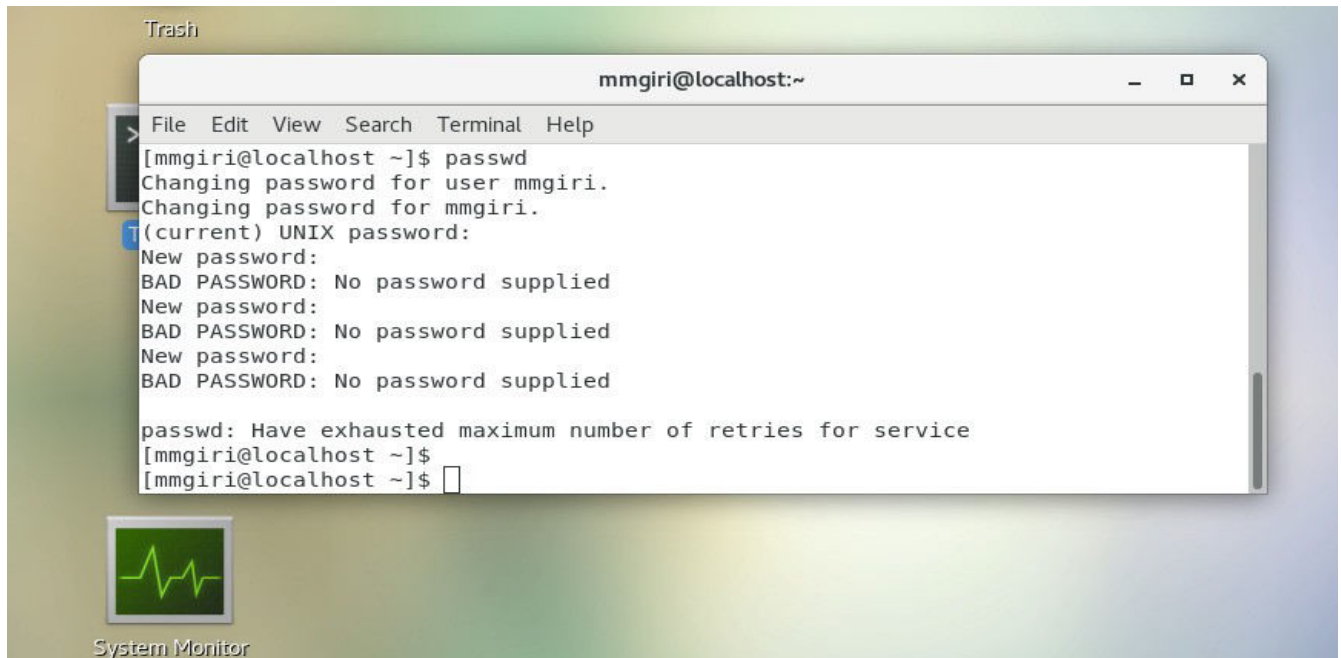 Trash
mmgiri@localhost:~
File Edit View Search Terminal Help
[mmgiri@localhost ~]$ passwd
Changing password for user mmgiri.
Changing password for mmgiri.
(current) UNIX password:
New password:
BAD PASSWORD: No password supplied
New password:
BAD PASSWORD: No password supplied
New password:
BAD PASSWORD: No password supplied
passwd: Have exhausted maximum number of retries for service
[mmgiri@localhost ~]$
[mmgiri@localhost ~]$
System Monitor